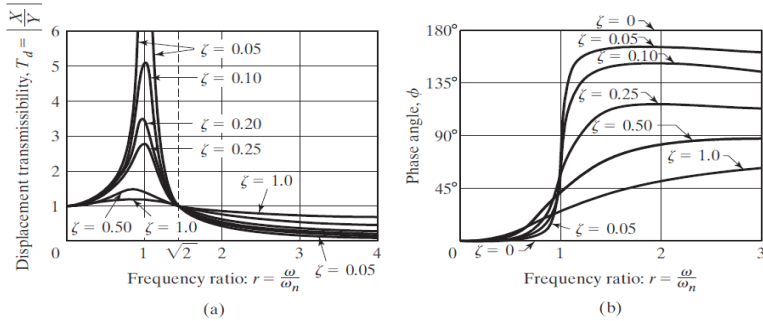 Displacement transmissibility, T_d = |X/Y|
6
5
4
3
2
1
0
ζ = 0.05
ζ = 0.10
ζ = 0.20
ζ = 0.25
ζ = 1.0
ζ = 0.50
ζ = 1.0
ζ = 0.05
1
√2
2
3
4
Frequency ratio: r = ω/ω_n
(a)
Phase angle, ϕ
180°
135°
90°
45°
0
ζ = 0
ζ = 0.05
ζ = 0.10
ζ = 0.25
ζ = 0.50
ζ = 1.0
ζ = 0.05
ζ = 0
1
2
3
Frequency ratio: r = ω/ω_n
(b)